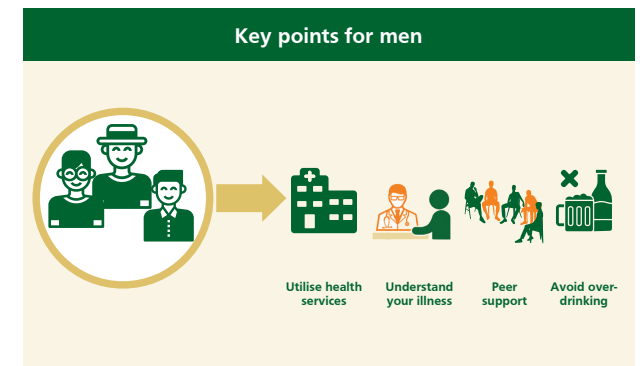 Key points for men
Utilise health
services
Understand
your illness
Peer
support
Avoid over-
drinking